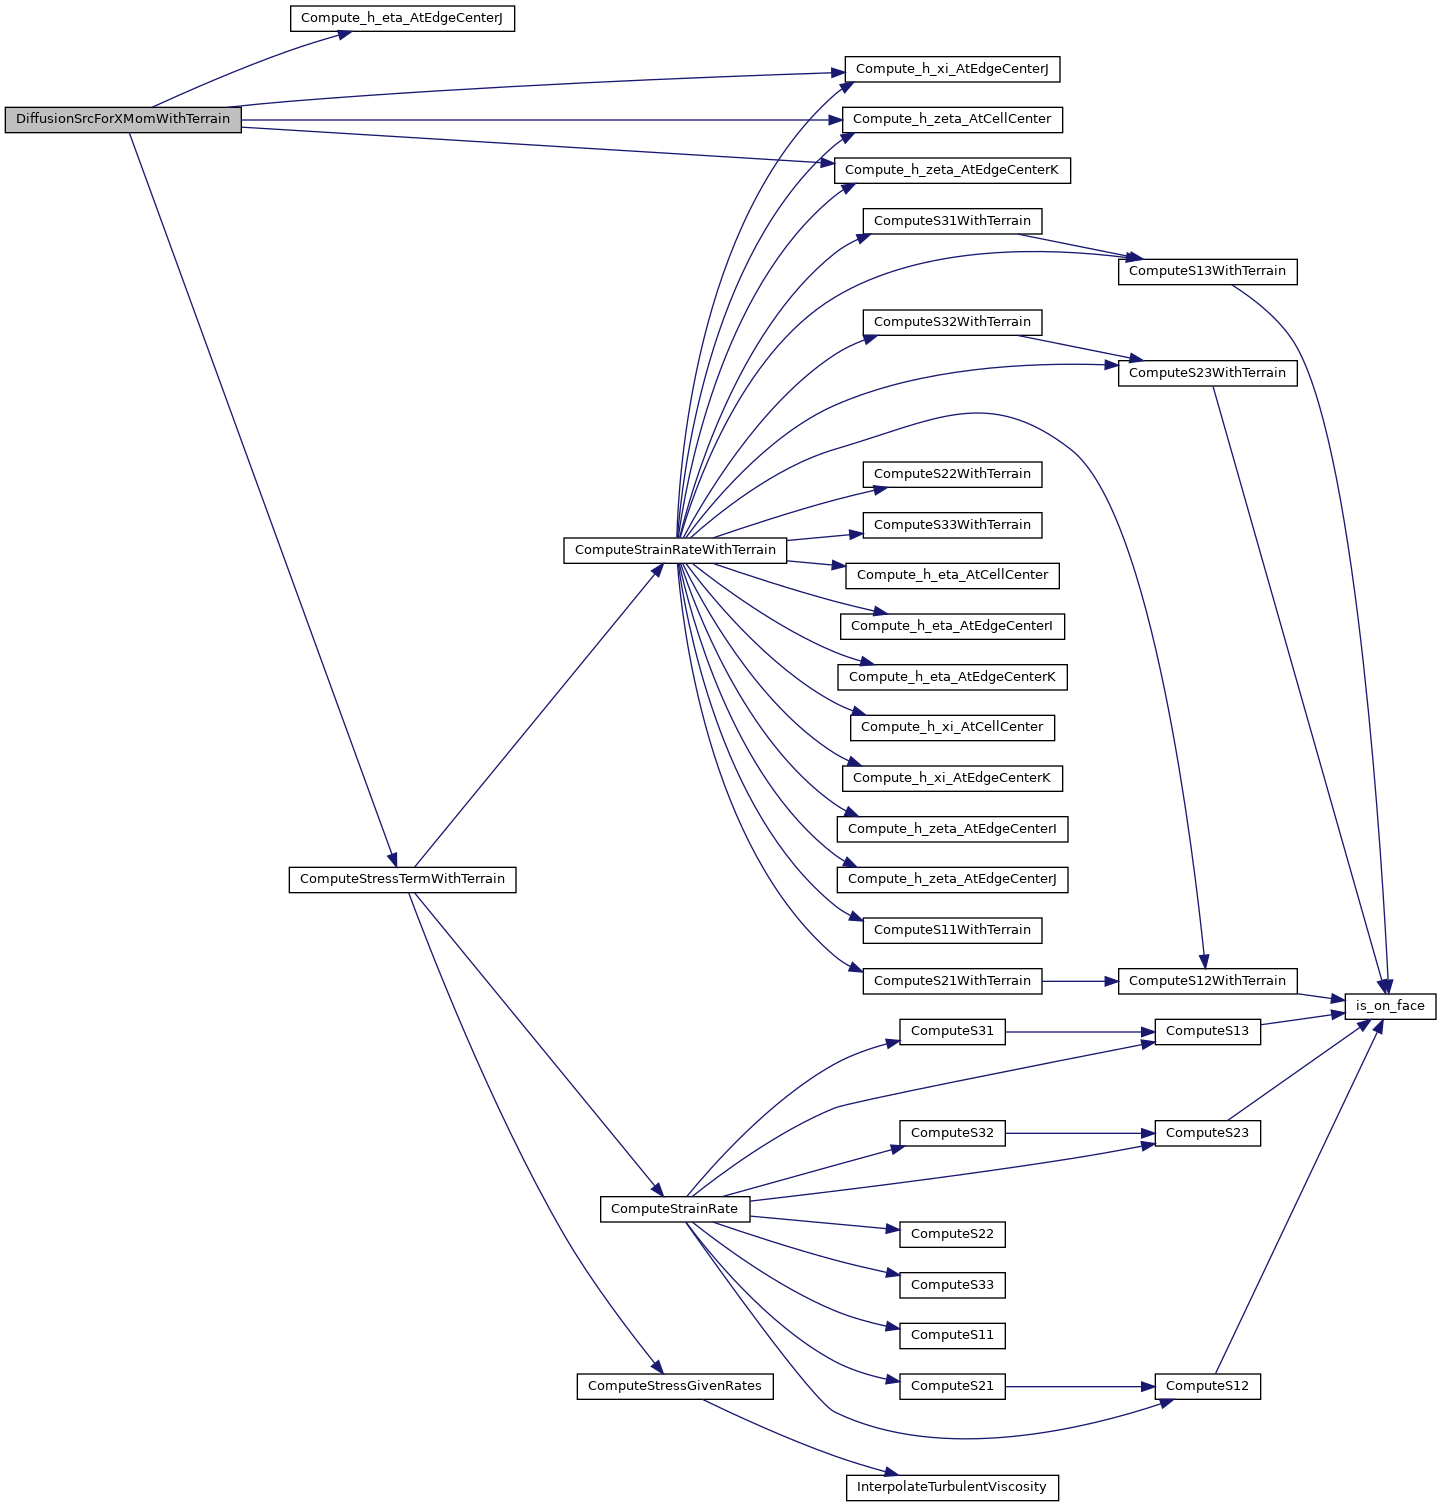 Compute_h_eta_AtEdgeCenterJ
Compute_h_xi_AtEdgeCenterJ
DiffusionSrcForXMomWithTerrain
Compute_h_zeta_AtCellCenter
Compute_h_zeta_AtEdgeCenterK
ComputeS31WithTerrain
ComputeS13WithTerrain
ComputeS32WithTerrain
ComputeS23WithTerrain
ComputeS22WithTerrain
ComputeS33WithTerrain
ComputeStrainRateWithTerrain
Compute_h_eta_AtCellCenter
Compute_h_eta_AtEdgeCenterI
Compute_h_eta_AtEdgeCenterK
Compute_h_xi_AtCellCenter
Compute_h_xi_AtEdgeCenterK
Compute_h_zeta_AtEdgeCenterI
ComputeStressTermWithTerrain
Compute_h_zeta_AtEdgeCenterJ
ComputeS11WithTerrain
ComputeS21WithTerrain
ComputeS12WithTerrain
is_on_face
ComputeS31
ComputeS13
ComputeS32
ComputeS23
ComputeStrainRate
ComputeS22
ComputeS33
ComputeS11
ComputeStressGivenRates
ComputeS21
ComputeS12
InterpolateTurbulentViscosity